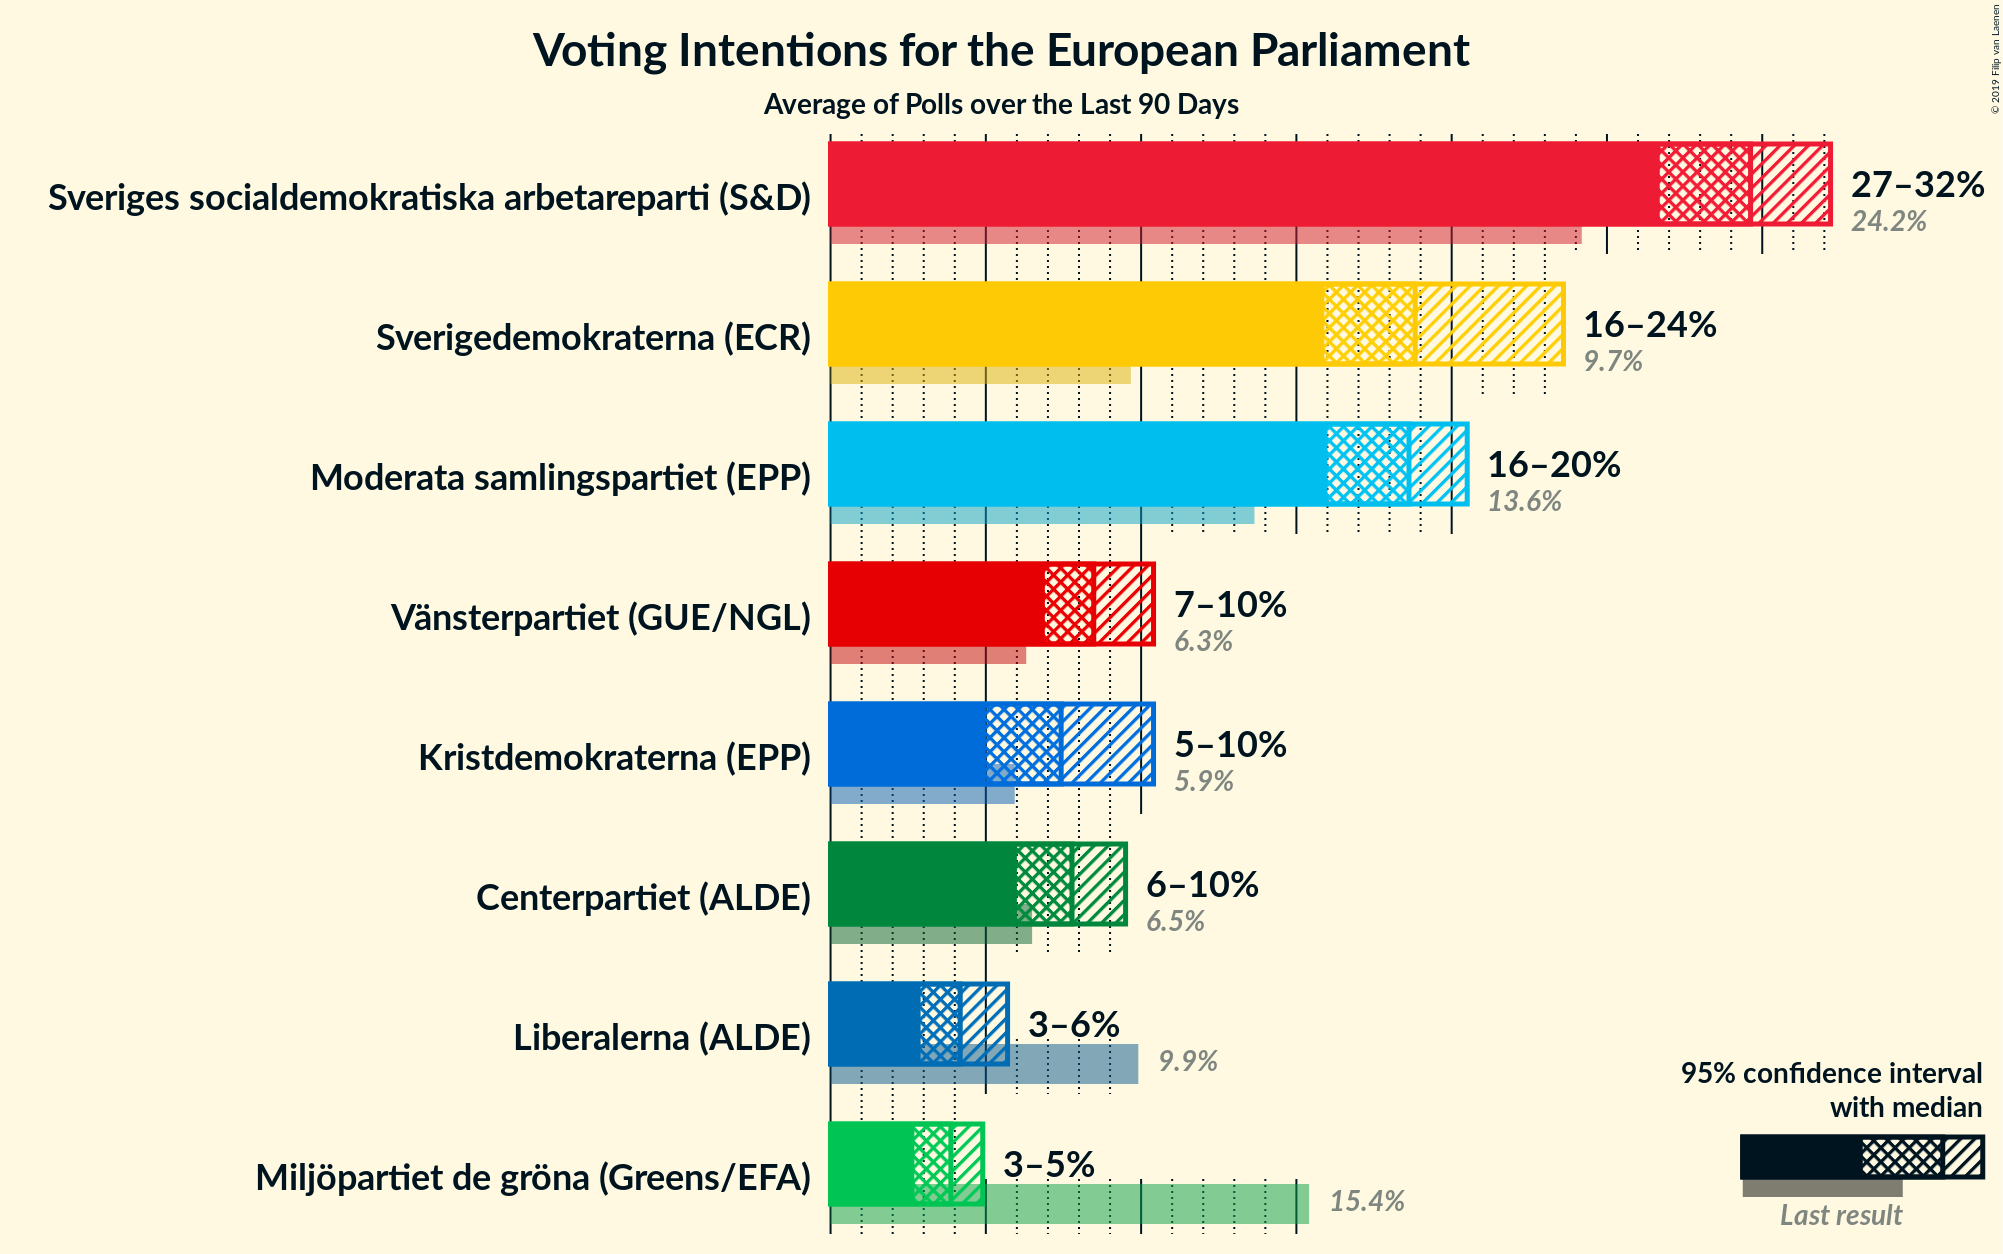 Voting Intentions for the European Parliament
Average of Polls over the Last 90 Days
© 2019 Filip van Laenen
Sveriges socialdemokratiska arbetareparti (S&D)
27–32%
24.2%
Sverigedemokraterna (ECR)
16–24%
9.7%
Moderata samlingspartiet (EPP)
16–20%
13.6%
Vänsterpartiet (GUE/NGL)
7–10%
6.3%
Kristdemokraterna (EPP)
5–10%
5.9%
Centerpartiet (ALDE)
6–10%
6.5%
Liberalerna (ALDE)
3–6%
9.9%
Miljöpartiet de gröna (Greens/EFA)
3–5%
15.4%
95% confidence interval
with median
Last result